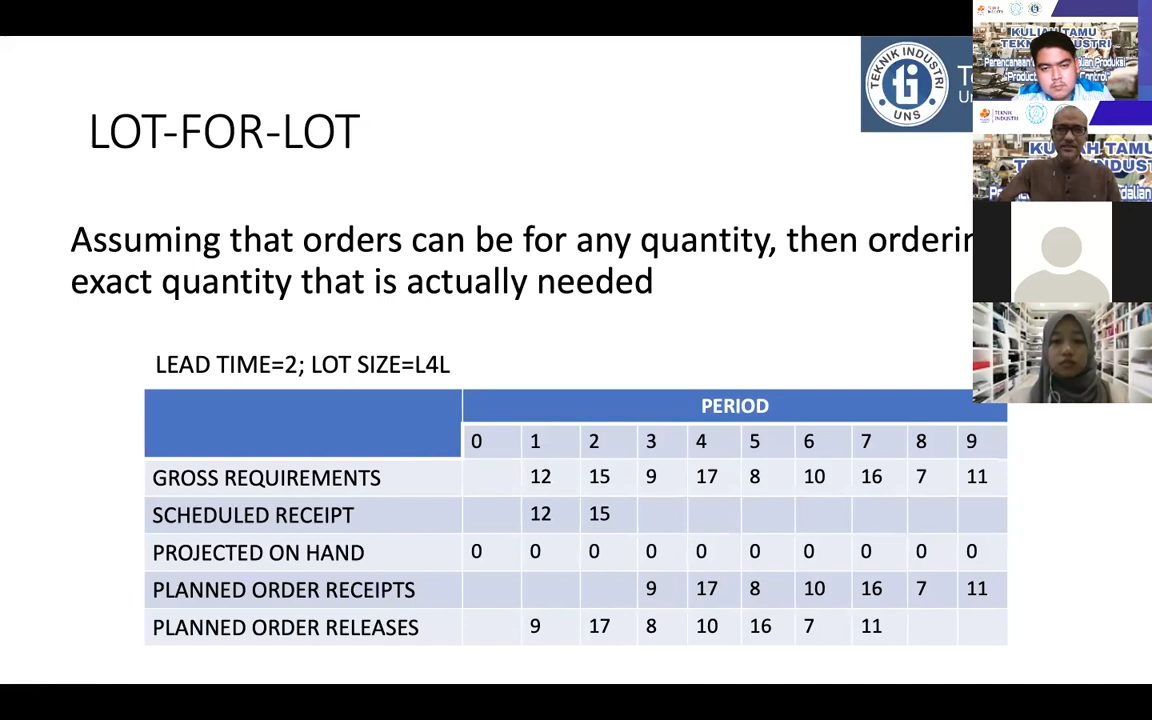 LOT-FOR-LOT
TEKNIK INDUSTRI
UNS
Assuming that orders can be for any quantity, then
exact quantity that is actually needed
LEAD TIME=2; LOT SIZE=L4L
PERIOD
0 1 2 3 4 5 6 7 8 9
GROSS REQUIREMENTS 12 15 9 17 8 10 16 7 11
SCHEDULED RECEIPT 12 15
PROJECTED ON HAND 0 0 0 0 0 0 0 0 0 0
PLANNED ORDER RECEIPTS 9 17 8 10 16 7 11
PLANNED ORDER RELEASES 9 17 8 10 16 7 11